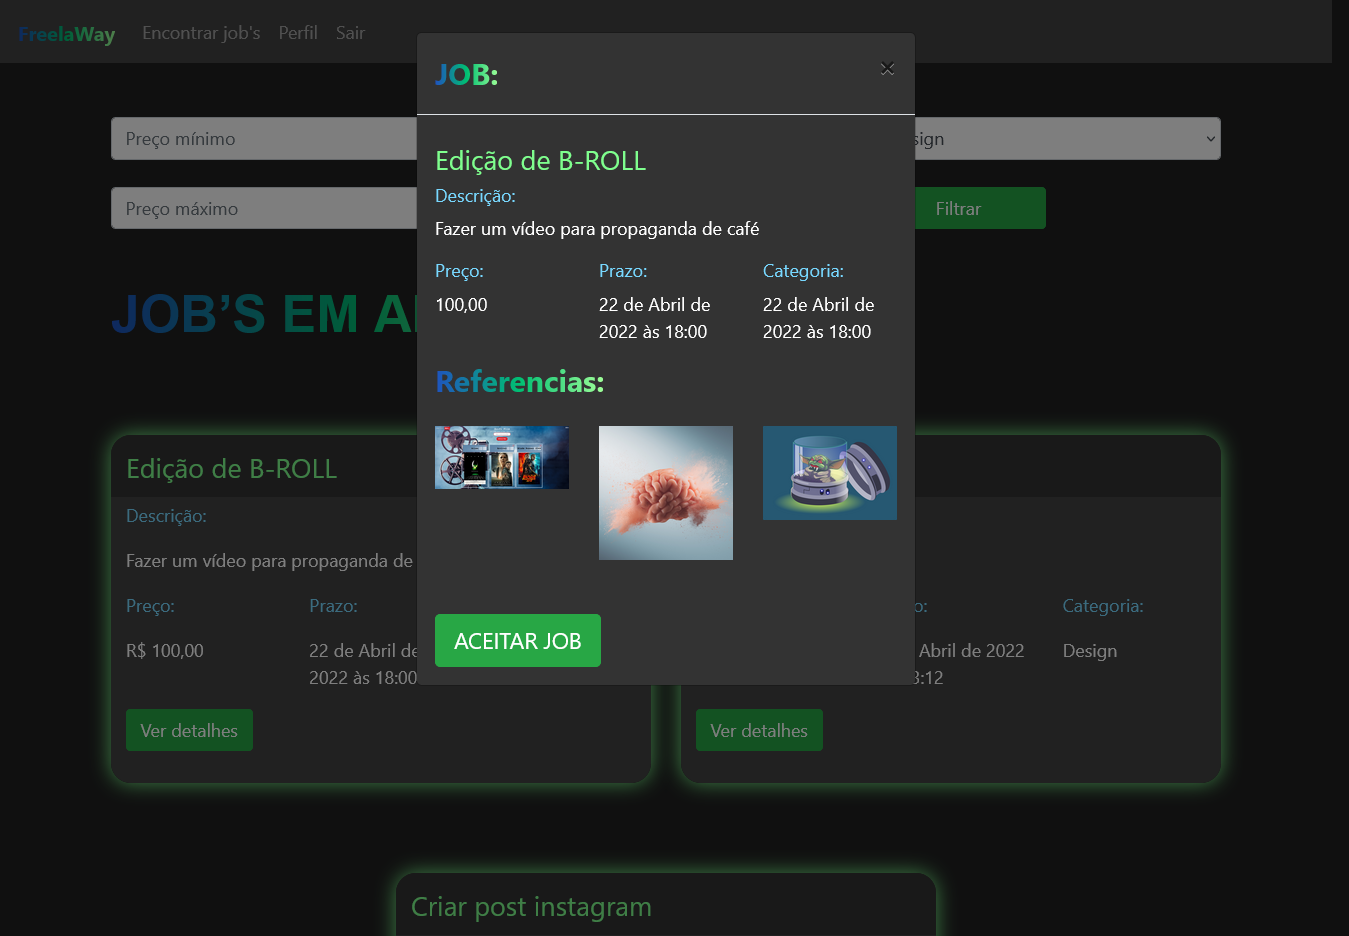 FreelaWay Encontrar job's Perfil Sair
JOB: ×
Preço mínimo sign
Edição de B-ROLL
Descrição:
Preço máximo Filtrar
Fazer um vídeo para propaganda de café
Preço: Prazo: Categoria:
100,00 22 de Abril de 22 de Abril de
2022 às 18:00 2022 às 18:00
JOB’S EM A
Referencias:
Edição de B-ROLL
Descrição:
Fazer um vídeo para propaganda de
Preço: Prazo: o: Categoria:
ACEITAR JOB
R$ 100,00 22 de Abril de Abril de 2022 Design
2022 às 18:00 3:12
Ver detalhes Ver detalhes
Criar post instagram